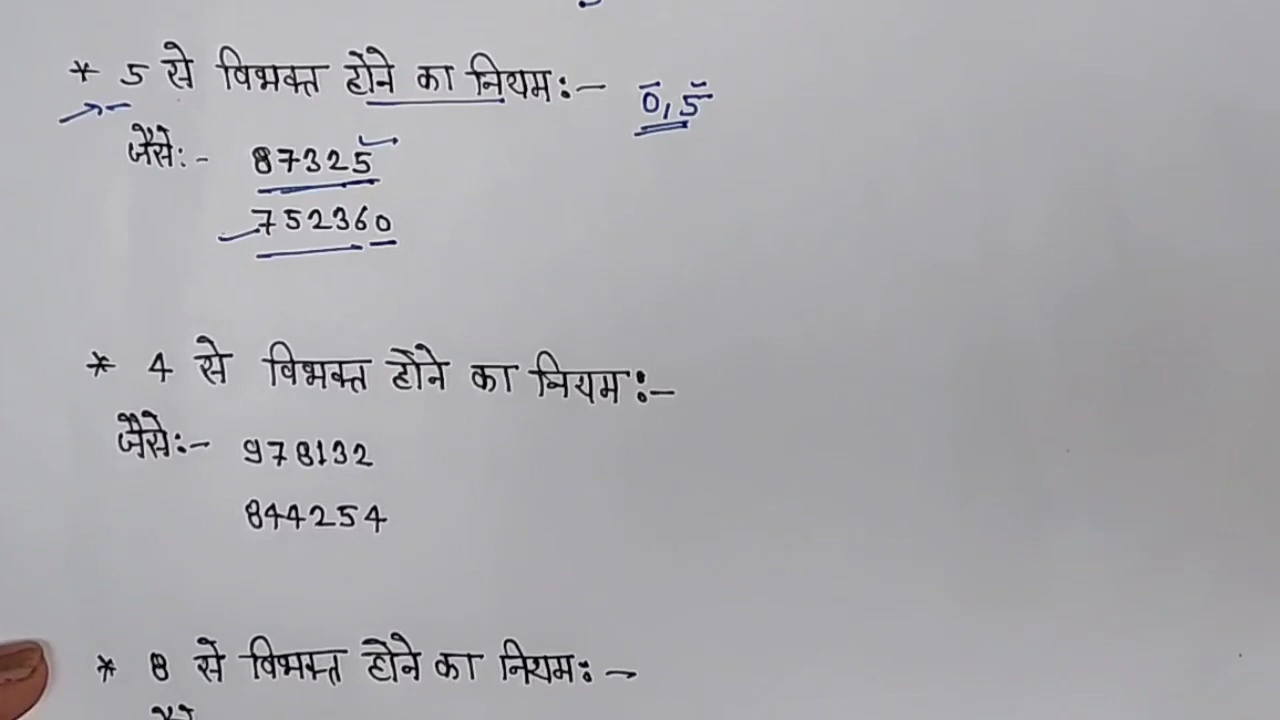 * 5 से विभक्त होने का नियम:- 0,5
जैसे:- 87325
752360
* 4 से विभक्त होने का नियम:-
जैसे:- 978132
844254
* 8 से विभक्त होने का नियम:-